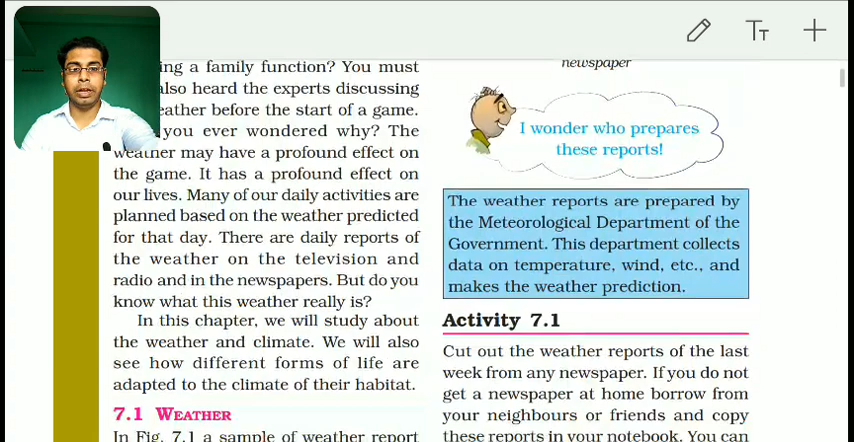 ing a family function? You must
also heard the experts discussing
eather before the start of a game.
you ever wondered why? The
weather may have a profound effect on
the game. It has a profound effect on
our lives. Many of our daily activities are
planned based on the weather predicted
for that day. There are daily reports of
the weather on the television and
radio and in the newspapers. But do you
know what this weather really is?
In this chapter, we will study about
the weather and climate. We will also
see how different forms of life are
adapted to the climate of their habitat.
7.1 WEATHER
In Fig. 7.1 a sample of weather report
Tт
newspaper
I wonder who prepares
these reports!
The weather reports are prepared by
the Meteorological Department of the
Government. This department collects
data on temperature, wind, etc., and
makes the weather prediction.
Activity 7.1
Cut out the weather reports of the last
week from any newspaper. If you do not
get a newspaper at home borrow from
your neighbours or friends and copy
these reports in your notebook. You can